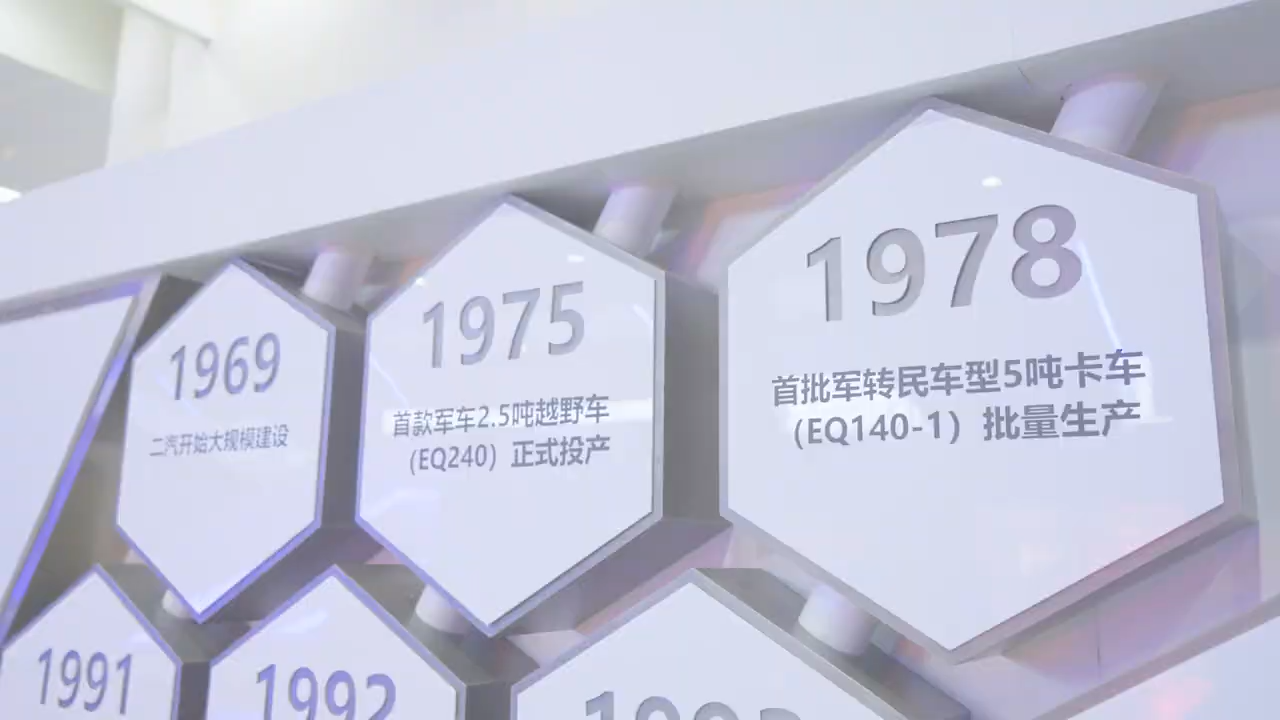 1969
二汽开始大规模建设
1975
首款军车2.5吨越野车
（EQ240）正式投产
1978
首批军转民车型5吨卡车
（EQ140-1）批量生产
1991
1992